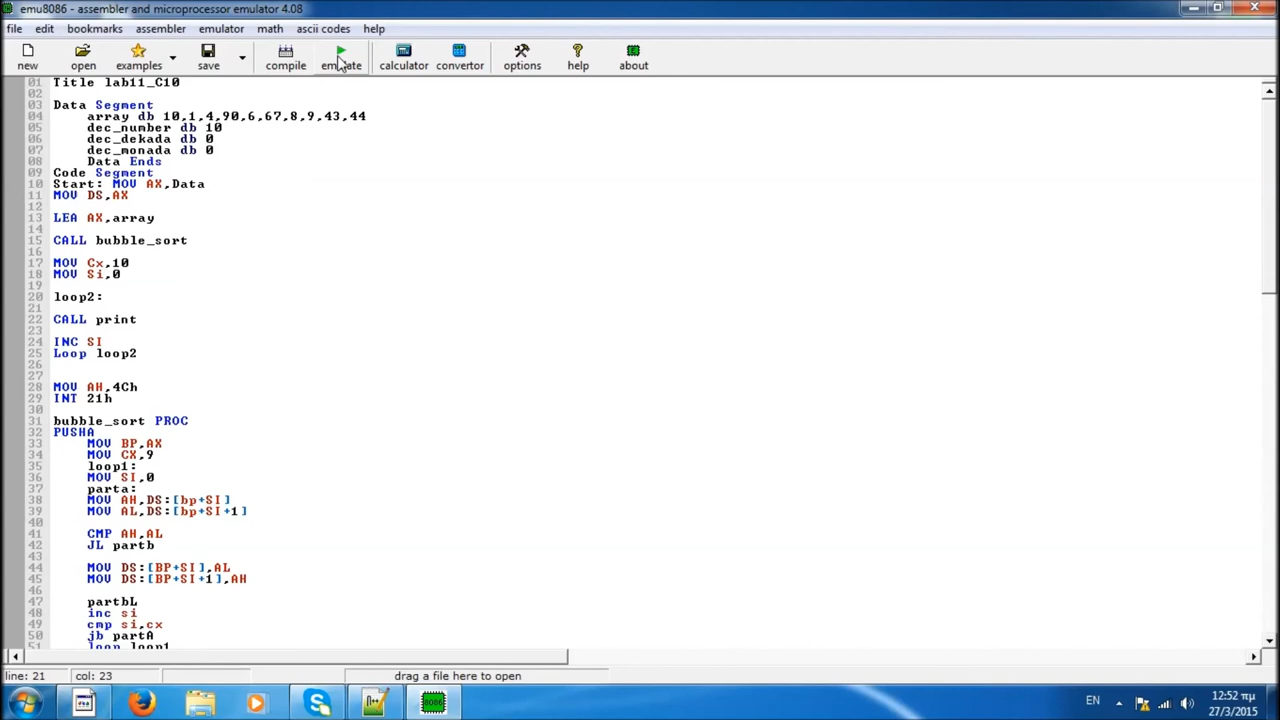 emu8086 - assembler and microprocessor emulator 4.08
file edit bookmarks assembler emulator math ascii codes help
new open examples save compile emulate calculator convertor options help about
01 Title lab11_C10
02
03 Data Segment
04 array db 10,1,4,90,6,67,8,9,43,44
05 dec_number db 10
06 dec_dekada db 0
07 dec_monada db 0
08 Data Ends
09 Code Segment
10 Start: MOV AX,Data
11 MOV DS,AX
12
13 LEA AX,array
14
15 CALL bubble_sort
16
17 MOV Cx,10
18 MOV Si,0
19
20 loop2:
21
22 CALL print
23
24 INC SI
25 Loop loop2
26
27
28 MOV AH,4Ch
29 INT 21h
30
31 bubble_sort PROC
32 PUSHA
33 MOV BP,AX
34 MOV CX,9
35 loop1:
36 MOV SI,0
37 parta:
38 MOV AH,DS:[bp+SI]
39 MOV AL,DS:[bp+SI+1]
40
41 CMP AH,AL
42 JL partb
43
44 MOV DS:[BP+SI],AL
45 MOV DS:[BP+SI+1],AH
46
47 partbL
48 inc si
49 cmp si,cx
50 jb partA
51 loop loop1
line: 21 col: 23 drag a file here to open
EN 12:52 πμ
27/3/2015